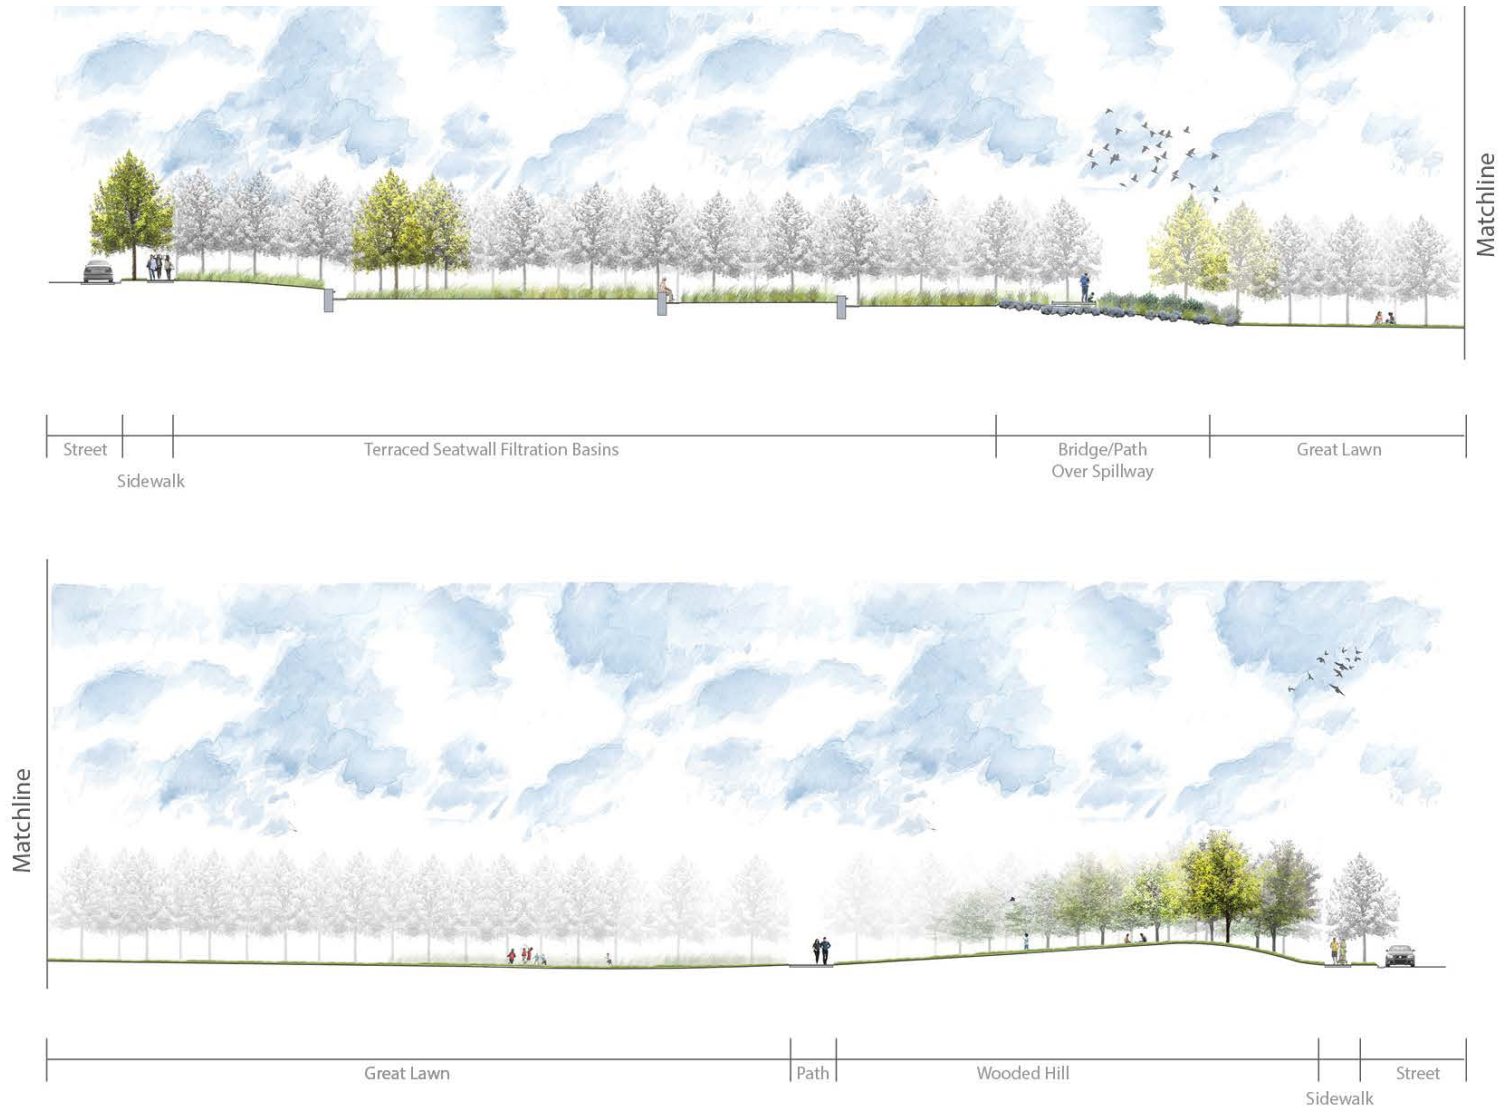 Matchline
Street
Sidewalk
Terraced Seatwall Filtration Basins
Bridge/Path
Over Spillway
Great Lawn
Matchline
Great Lawn
Path
Wooded Hill
Sidewalk
Street